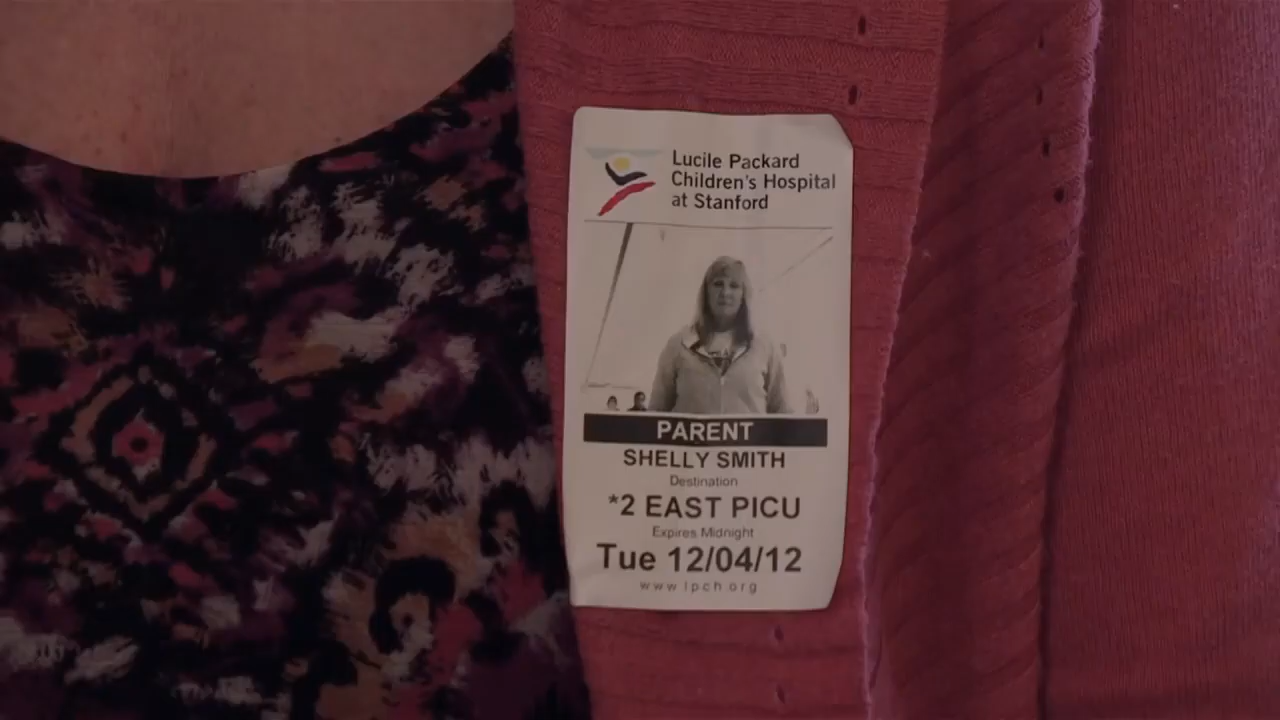 Lucile Packard
Children's Hospital
at Stanford
PARENT
SHELLY SMITH
Destination
*2 EAST PICU
Expires Midnight
Tue 12/04/12
www.lpch.org